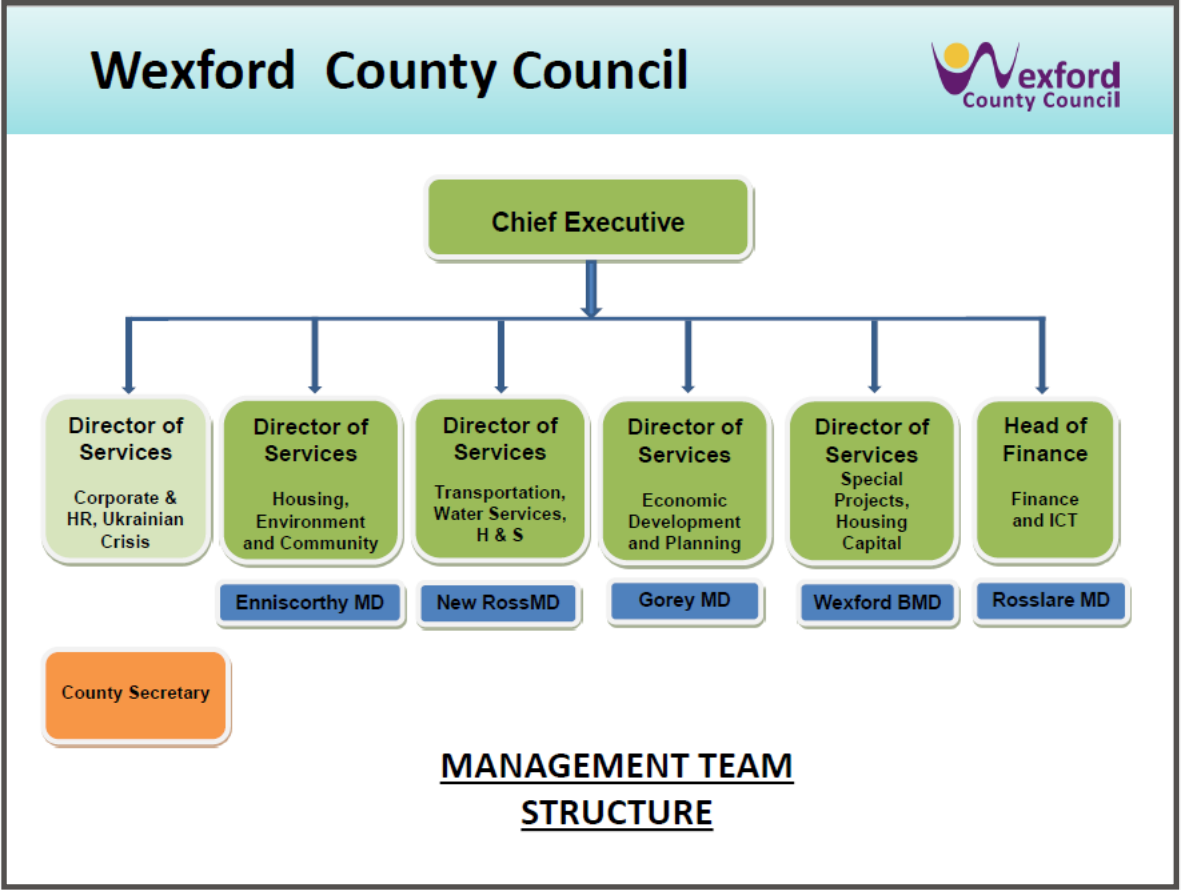 Wexford County Council
Wexford
County Council
Chief Executive
Director of
Services
Corporate &
HR, Ukrainian
Crisis
Director of
Services
Housing,
Environment
and Community
Director of
Services
Transportation,
Water Services,
H & S
Director of
Services
Economic
Development
and Planning
Director of
Services
Special
Projects,
Housing
Capital
Head of
Finance
Finance
and ICT
Enniscorthy MD
New RossMD
Gorey MD
Wexford BMD
Rosslare MD
County Secretary
MANAGEMENT TEAM
STRUCTURE